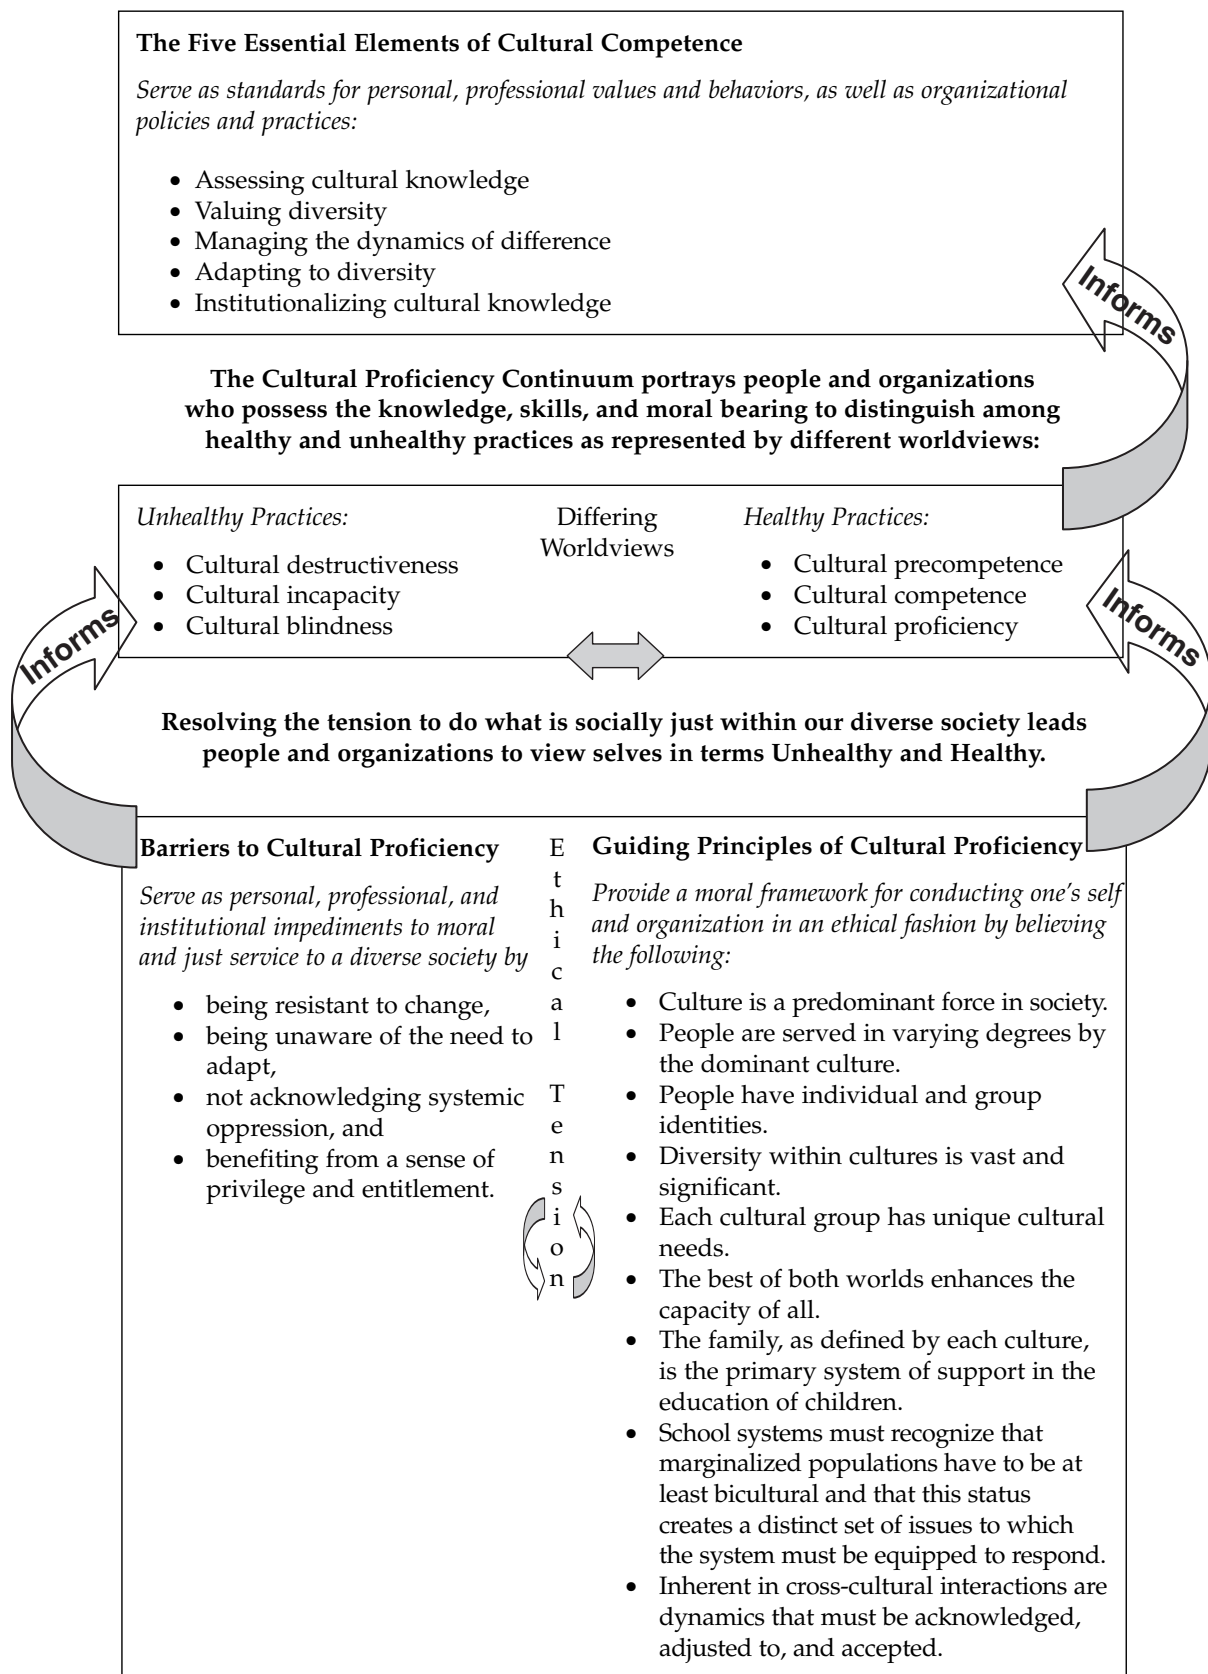 The Five Essential Elements of Cultural Competence
Serve as standards for personal, professional values and behaviors, as well as organizational
policies and practices:
• Assessing cultural knowledge
• Valuing diversity
• Managing the dynamics of difference
• Adapting to diversity
• Institutionalizing cultural knowledge
Informs
The Cultural Proficiency Continuum portrays people and organizations
who possess the knowledge, skills, and moral bearing to distinguish among
healthy and unhealthy practices as represented by different worldviews:
Unhealthy Practices:
• Cultural destructiveness
• Cultural incapacity
• Cultural blindness
Differing
Worldviews
Healthy Practices:
• Cultural precompetence
• Cultural competence
• Cultural proficiency
Informs
Informs
Resolving the tension to do what is socially just within our diverse society leads
people and organizations to view selves in terms Unhealthy and Healthy.
Barriers to Cultural Proficiency
Serve as personal, professional, and
institutional impediments to moral
and just service to a diverse society by
• being resistant to change,
• being unaware of the need to
adapt,
• not acknowledging systemic
oppression, and
• benefiting from a sense of
privilege and entitlement.
Ethical Tension
Guiding Principles of Cultural Proficiency
Provide a moral framework for conducting one's self
and organization in an ethical fashion by believing
the following:
• Culture is a predominant force in society.
• People are served in varying degrees by
the dominant culture.
• People have individual and group
identities.
• Diversity within cultures is vast and
significant.
• Each cultural group has unique cultural
needs.
• The best of both worlds enhances the
capacity of all.
• The family, as defined by each culture,
is the primary system of support in the
education of children.
• School systems must recognize that
marginalized populations have to be at
least bicultural and that this status
creates a distinct set of issues to which
the system must be equipped to respond.
• Inherent in cross-cultural interactions are
dynamics that must be acknowledged,
adjusted to, and accepted.